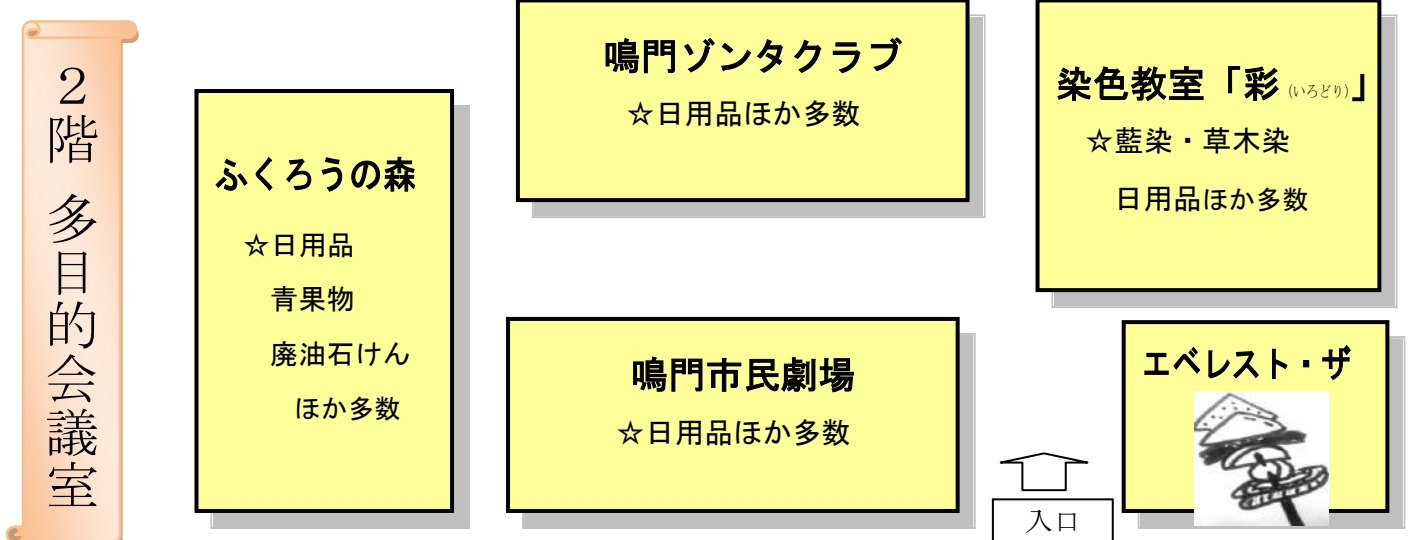 2階 多目的会議室
ふくろうの森
☆日用品
青果物
廃油石けん
ほか多数
鳴門ゾンタクラブ
☆日用品ほか多数
鳴門市民劇場
☆日用品ほか多数
染色教室「彩(いろどり)」
☆藍染・草木染
日用品ほか多数
エベレスト・ザ
入口